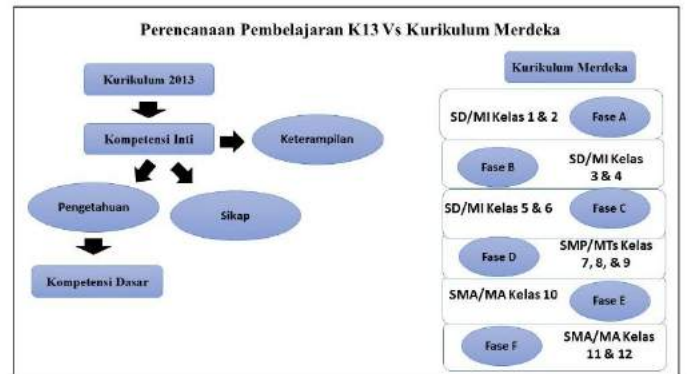 Perencanaan Pembelajaran K13 Vs Kurikulum Merdeka
Kurikulum 2013
Kompetensi Inti
Keterampilan
Pengetahuan
Sikap
Kompetensi Dasar
Kurikulum Merdeka
SD/MI Kelas 1 & 2
Fase A
Fase B
SD/MI Kelas
3 & 4
SD/MI Kelas 5 & 6
Fase C
Fase D
SMP/MTs Kelas
7, 8, & 9
SMA/MA Kelas 10
Fase E
Fase F
SMA/MA Kelas
11 & 12